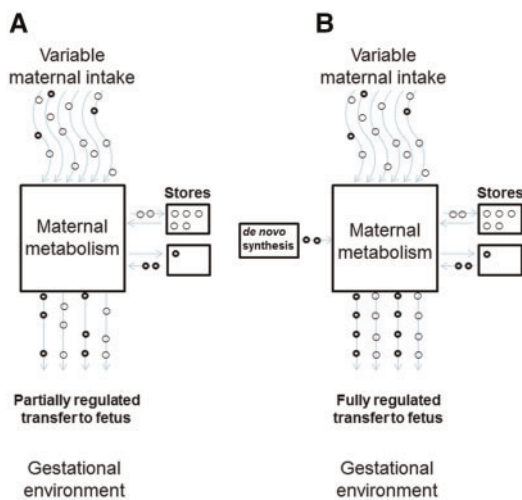 A
Variable
maternal intake
Stores
Maternal
metabolism
Partially regulated
transfer to fetus
Gestational
environment
B
Variable
maternal intake
Stores
de novo
synthesis
Maternal
metabolism
Fully regulated
transfer to fetus
Gestational
environment